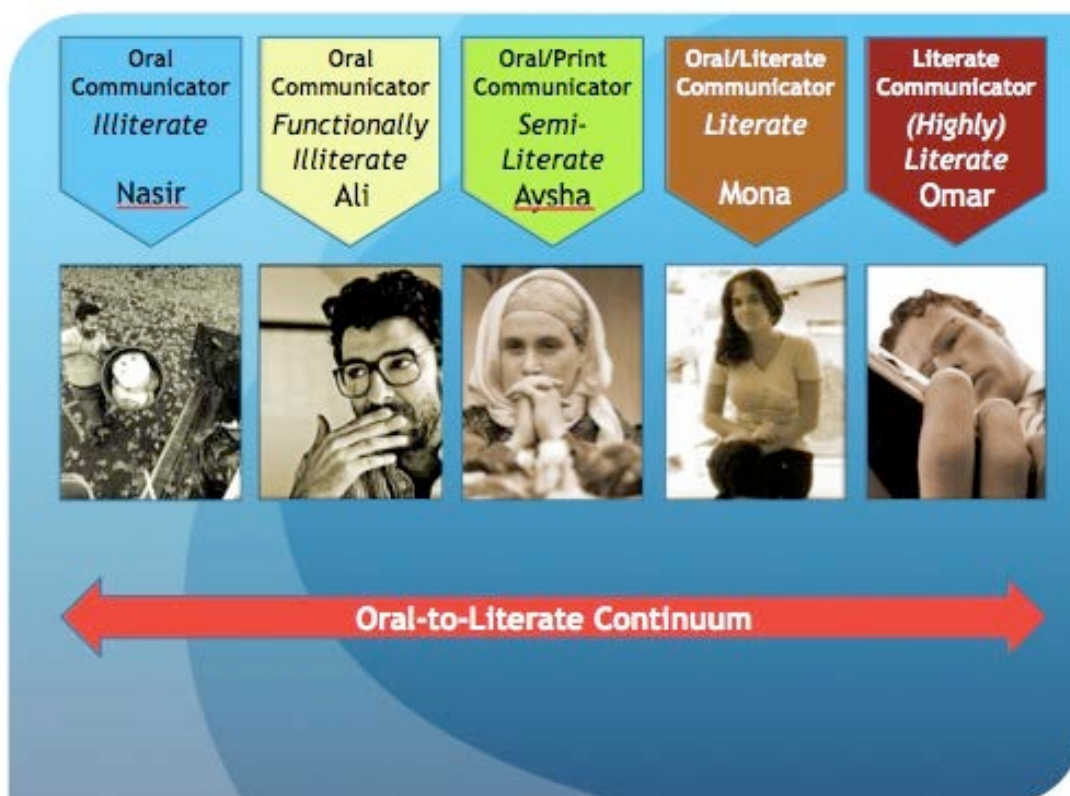 Oral
Communicator
Illiterate
Nasir
Oral
Communicator
Functionally
Illiterate
Ali
Oral/Print
Communicator
Semi-
Literate
Aysha
Oral/Literate
Communicator
Literate
Mona
Literate
Communicator
(Highly)
Literate
Omar
Oral-to-Literate Continuum